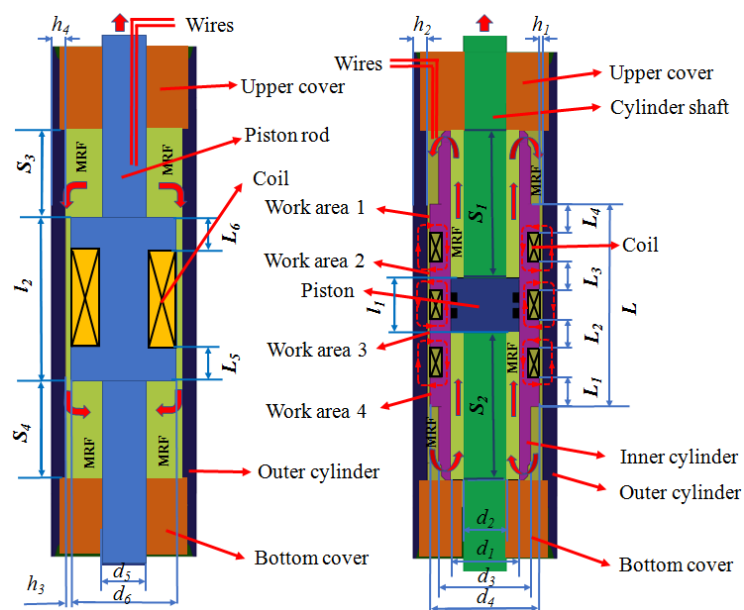 h4
Wires
Upper cover
Piston rod
Coil
S3
MRF
MRF
L6
l2
L5
S4
MRF
MRF
Outer cylinder
Bottom cover
d5
d6
h3
h2
h1
Wires
Upper cover
Cylinder shaft
MRF
S1
Work area 1
L4
MRF
Coil
Work area 2
L3
L
Piston
l1
L2
Work area 3
MRF
S2
L1
Work area 4
MRF
Inner cylinder
Outer cylinder
d2
d1
Bottom cover
d3
d4